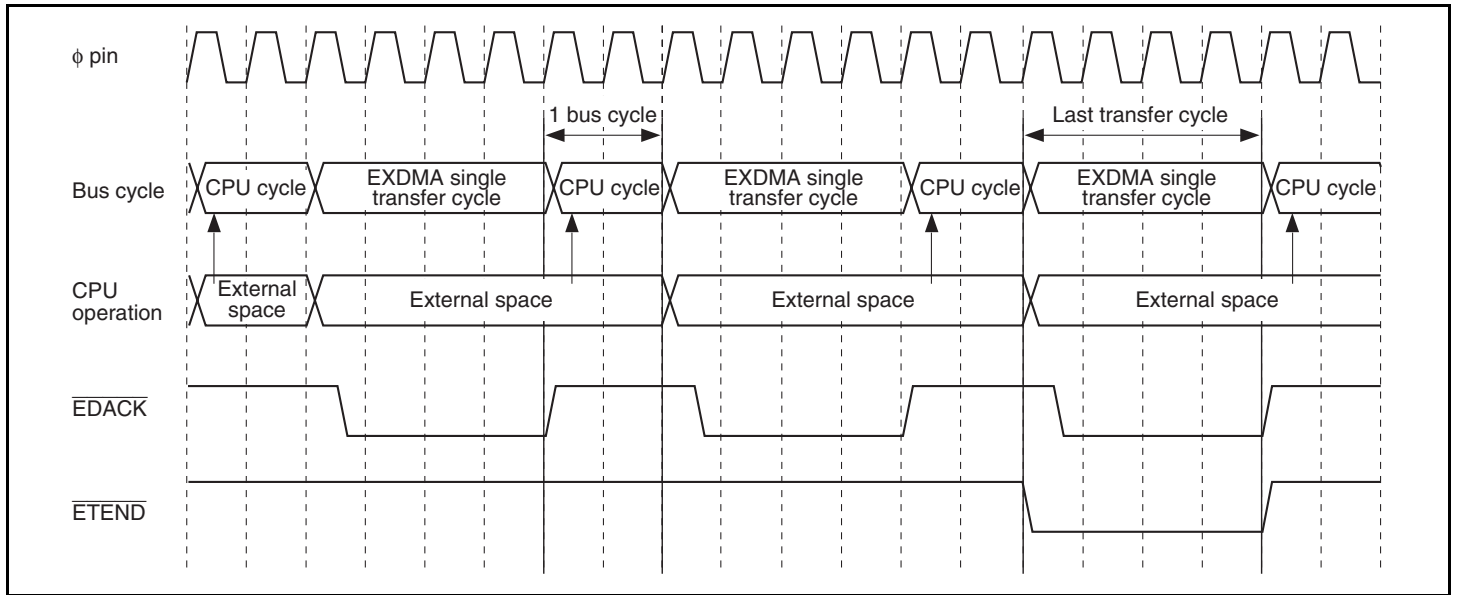 φ pin
1 bus cycle
Last transfer cycle
Bus cycle
CPU cycle
EXDMA single
transfer cycle
CPU cycle
EXDMA single
transfer cycle
CPU cycle
EXDMA single
transfer cycle
CPU cycle
CPU
operation
External
space
External space
External space
External space
EDACK
ETEND